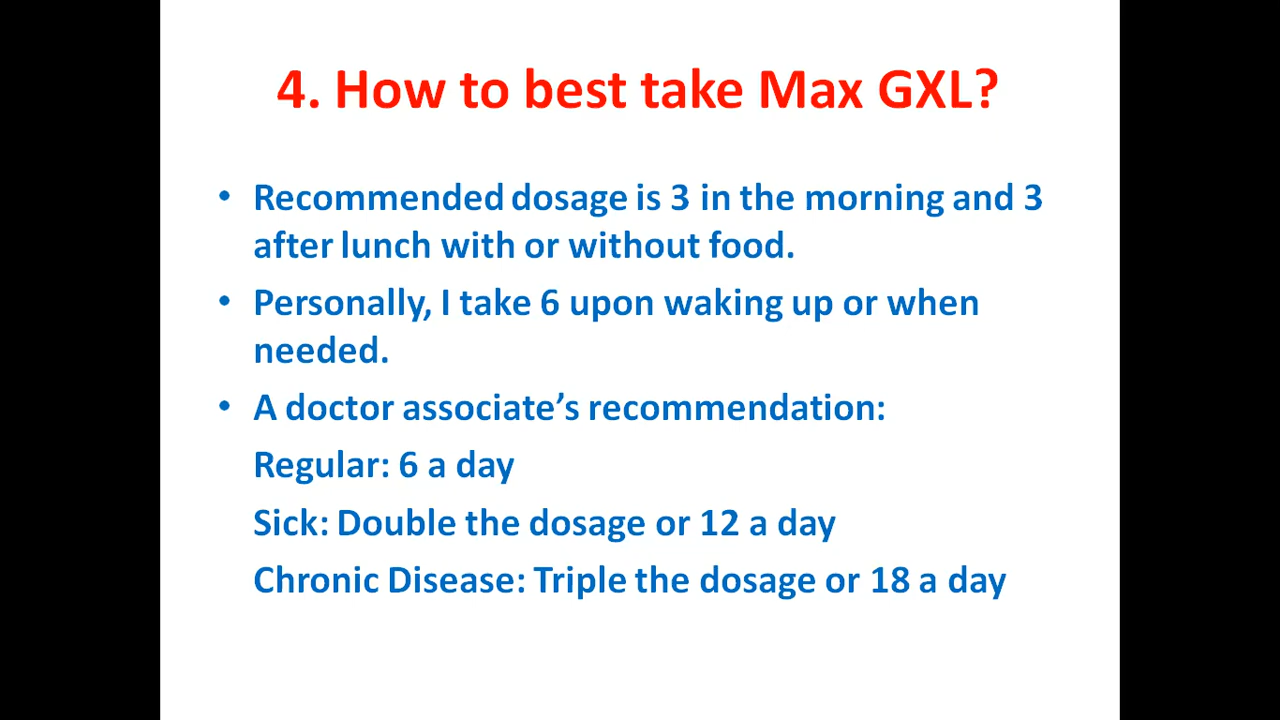 4. How to best take Max GXL?
• Recommended dosage is 3 in the morning and 3
after lunch with or without food.
• Personally, I take 6 upon waking up or when
needed.
• A doctor associate’s recommendation:
Regular: 6 a day
Sick: Double the dosage or 12 a day
Chronic Disease: Triple the dosage or 18 a day